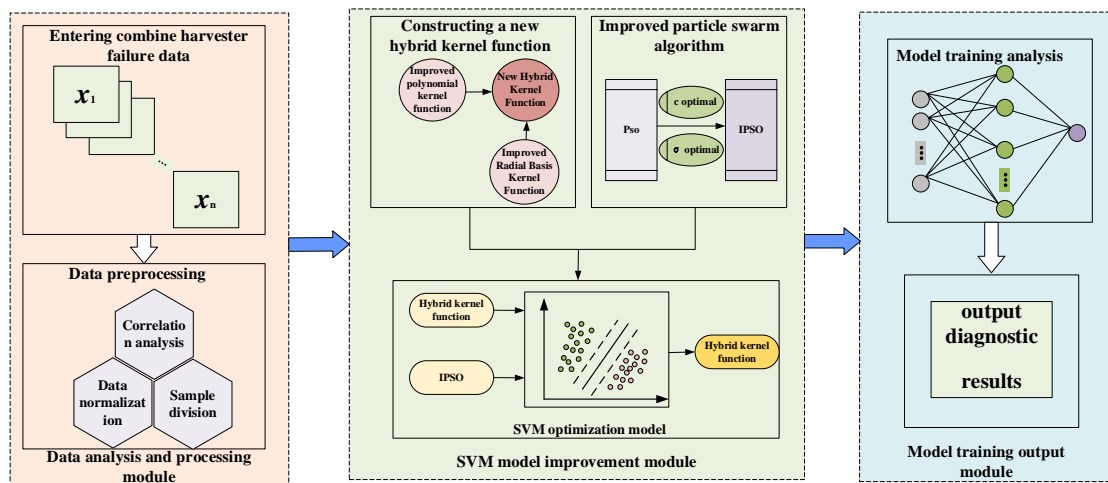 Entering combine harvester
failure data
x1
...
xn
Data preprocessing
Correlatio
n analysis
Data
normalizat
ion
Sample
division
Data analysis and processing
module
Constructing a new
hybrid kernel function
Improved
polynomial
kernel
function)
New Hybrid
Kernel
Function
Improved
Radial Basis
Kernel
Function
Improved particle swarm
algorithm
Pso
c optimal
σ optimal
IPSO
Hybrid kernel
function
IPSO
Hybrid kernel
function
SVM optimization model
SVM model improvement module
Model training analysis
output
diagnostic
results
Model training output
module